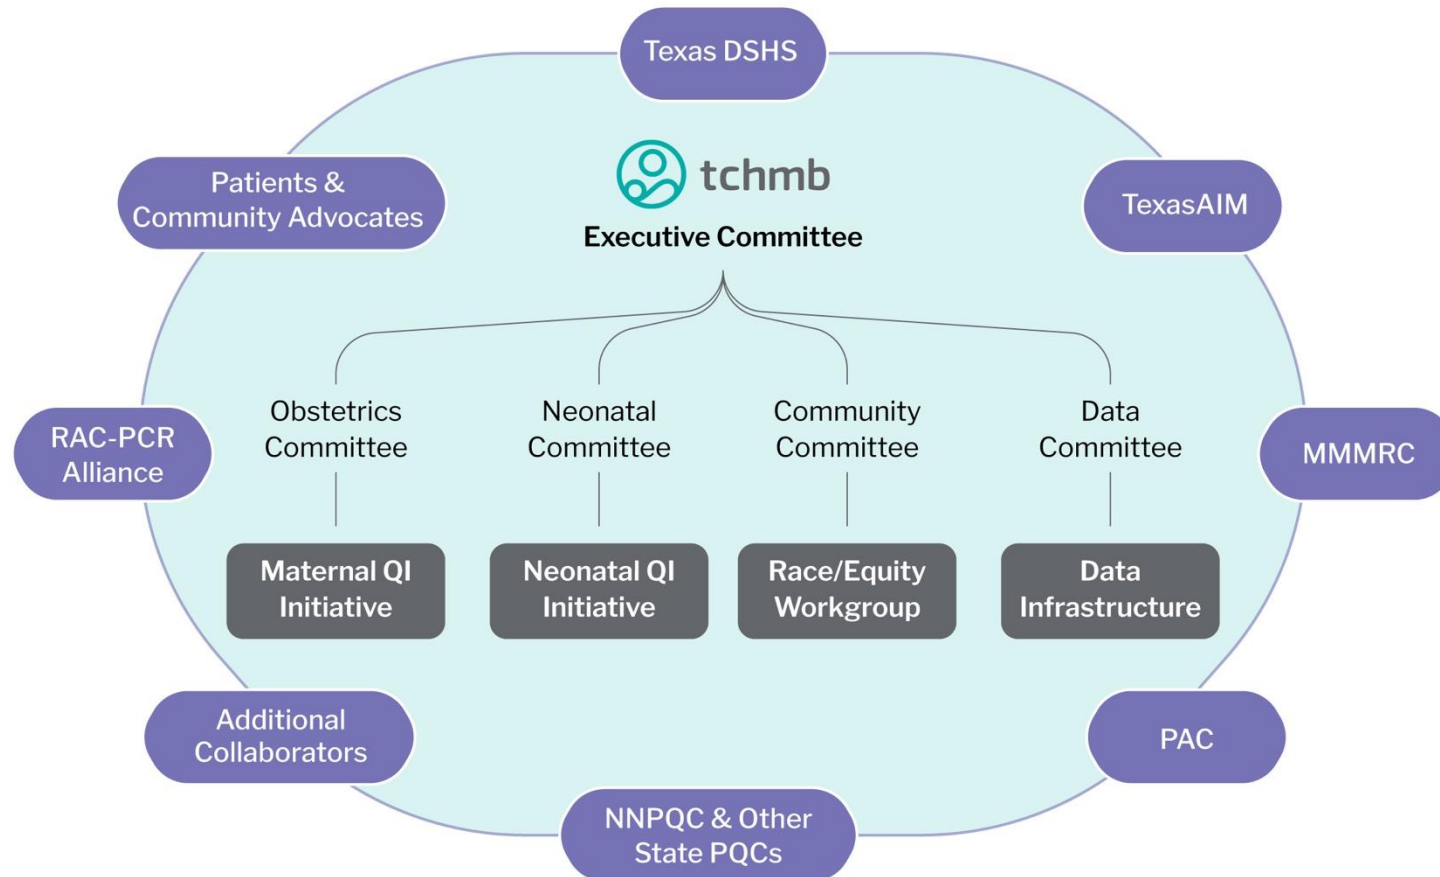 Texas DSHS
tchmb
Executive Committee
Patients &
Community Advocates
TexasAIM
RAC-PCR
Alliance
Obstetrics
Committee
Neonatal
Committee
Community
Committee
Data
Committee
MMMRC
Maternal QI
Initiative
Neonatal QI
Initiative
Race/Equity
Workgroup
Data
Infrastructure
Additional
Collaborators
PAC
NNPQC & Other
State PQCs